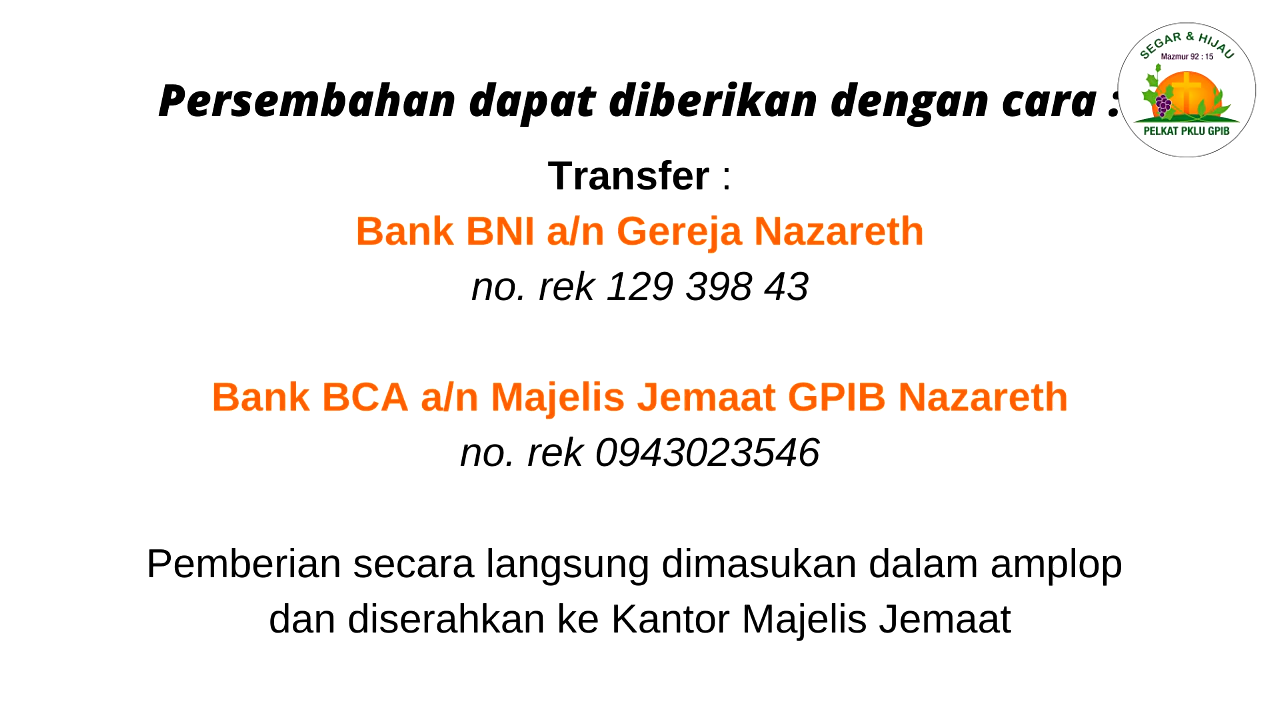 Persembahan dapat diberikan dengan cara :
SEGAR & HIJAU
Mazmur 92 : 15
PELKAT PKLU GPIB
Transfer :
Bank BNI a/n Gereja Nazareth
no. rek 129 398 43
Bank BCA a/n Majelis Jemaat GPIB Nazareth
no. rek 0943023546
Pemberian secara langsung dimasukan dalam amplop
dan diserahkan ke Kantor Majelis Jemaat